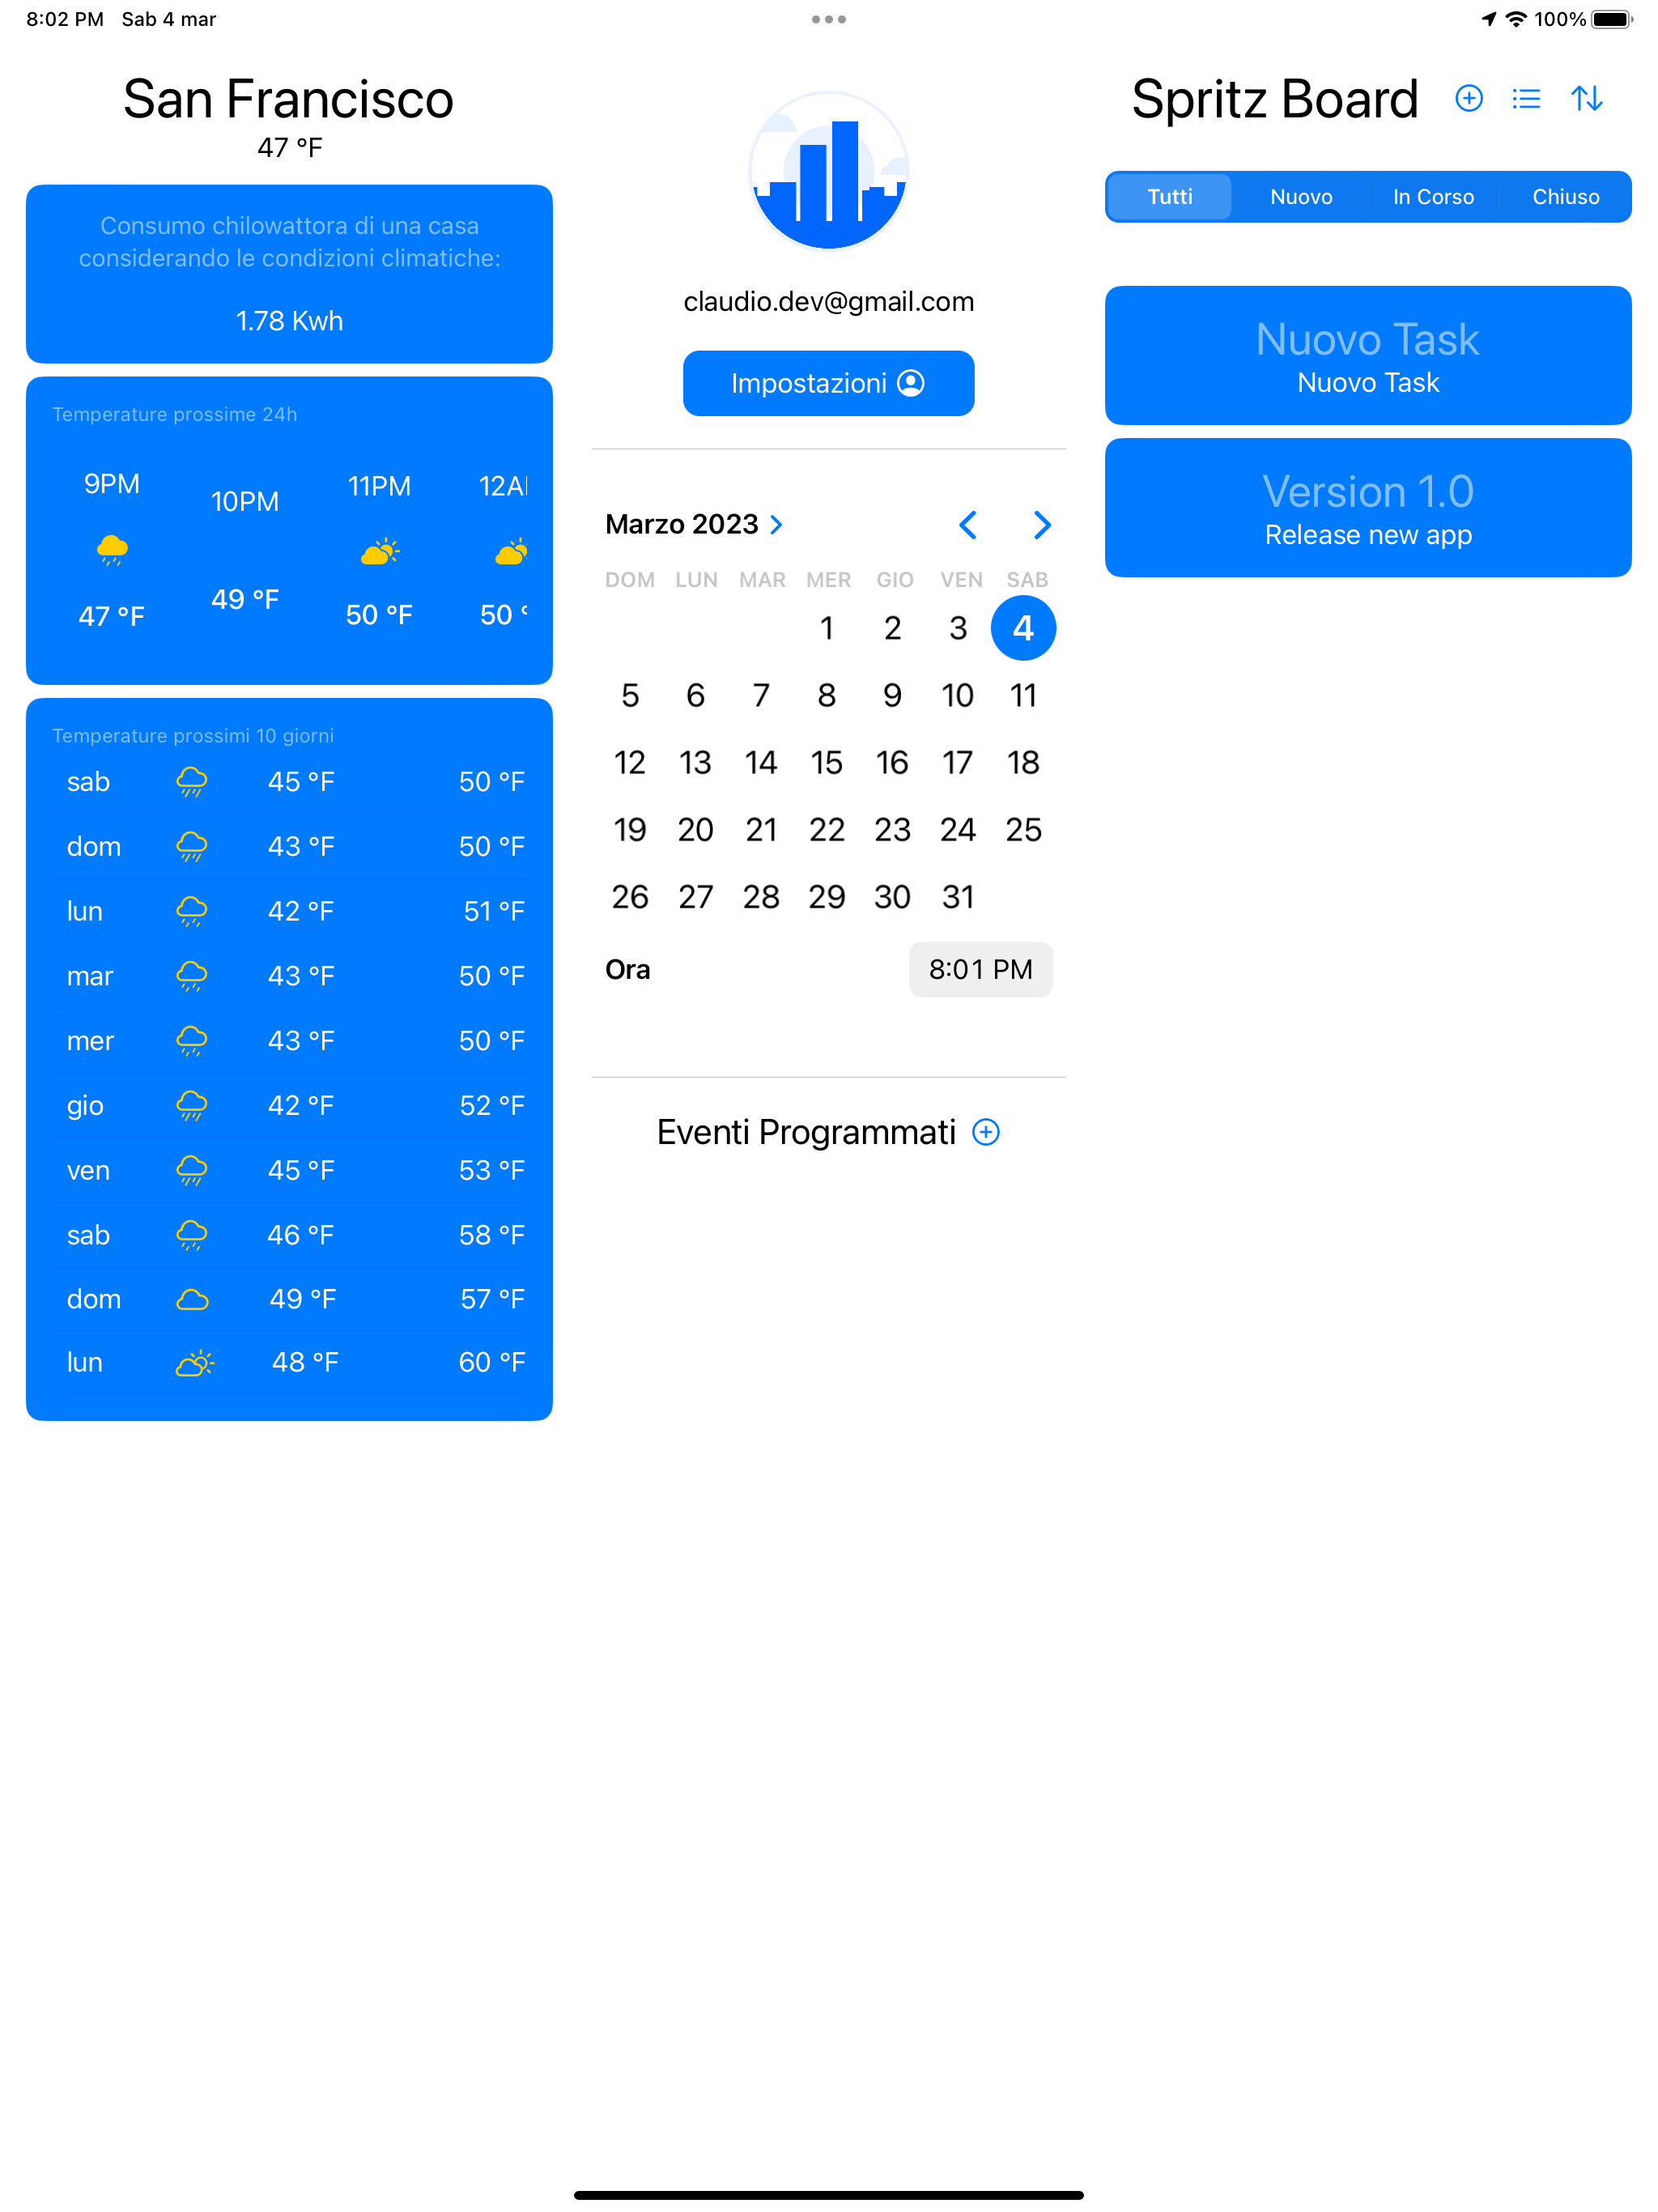 8:02 PM Sab 4 mar
100%
San Francisco
47 °F
Consumo chilowattora di una casa
considerando le condizioni climatiche:
1.78 Kwh
Temperature prossime 24h
9PM 10PM 11PM 12A
47 °F 49 °F 50 °F 50 °
Temperature prossimi 10 giorni
sab 45 °F 50 °F
dom 43 °F 50 °F
lun 42 °F 51 °F
mar 43 °F 50 °F
mer 43 °F 50 °F
gio 42 °F 52 °F
ven 45 °F 53 °F
sab 46 °F 58 °F
dom 49 °F 57 °F
lun 48 °F 60 °F
claudio.dev@gmail.com
Impostazioni
Marzo 2023
DOM LUN MAR MER GIO VEN SAB
1 2 3 4
5 6 7 8 9 10 11
12 13 14 15 16 17 18
19 20 21 22 23 24 25
26 27 28 29 30 31
Ora 8:01 PM
Eventi Programmati
Spritz Board
Tutti Nuovo In Corso Chiuso
Nuovo Task
Nuovo Task
Version 1.0
Release new app